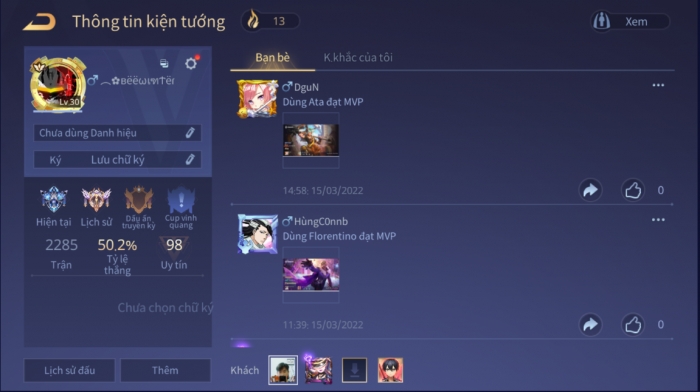 Thông tin kiện tướng
13
Xem
Lv.30
Chưa dùng Danh hiệu
Ký Lưu chữ ký
Hiện tại Lịch sử Dấu ấn truyền kỳ Cup vinh quang
2285 50,2% 98
Trận Tỷ lệ thắng Uy tín
Chưa chọn chữ ký
Lịch sử đấu Thêm
Bạn bè K.khắc của tôi
DguN
Dùng Ata đạt MVP
14:58: 15/03/2022
0
HùngC0nnb
Dùng Florentino đạt MVP
11:39: 15/03/2022
0
Khách